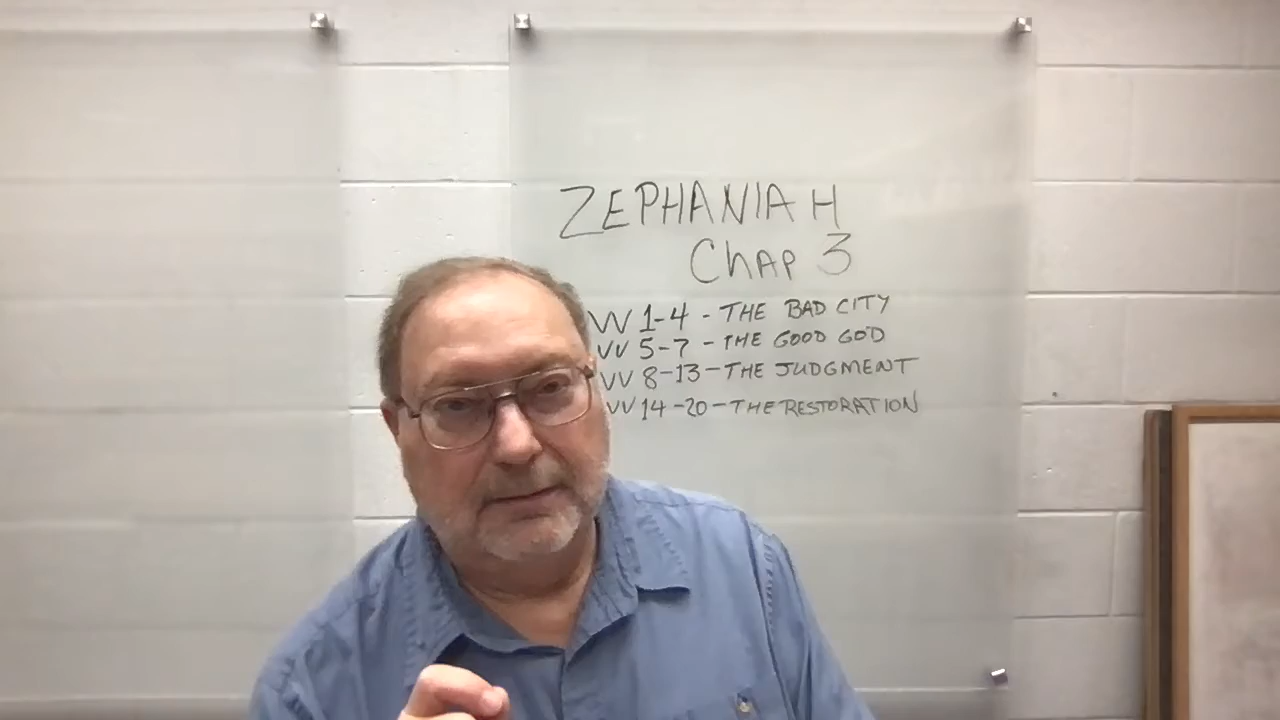 ZEPHANIAH
Chap 3
VV 1-4 - THE BAD CITY
VV 5-7 - THE GOOD GOD
VV 8-13 - THE JUDGMENT
VV 14-20 - THE RESTORATION